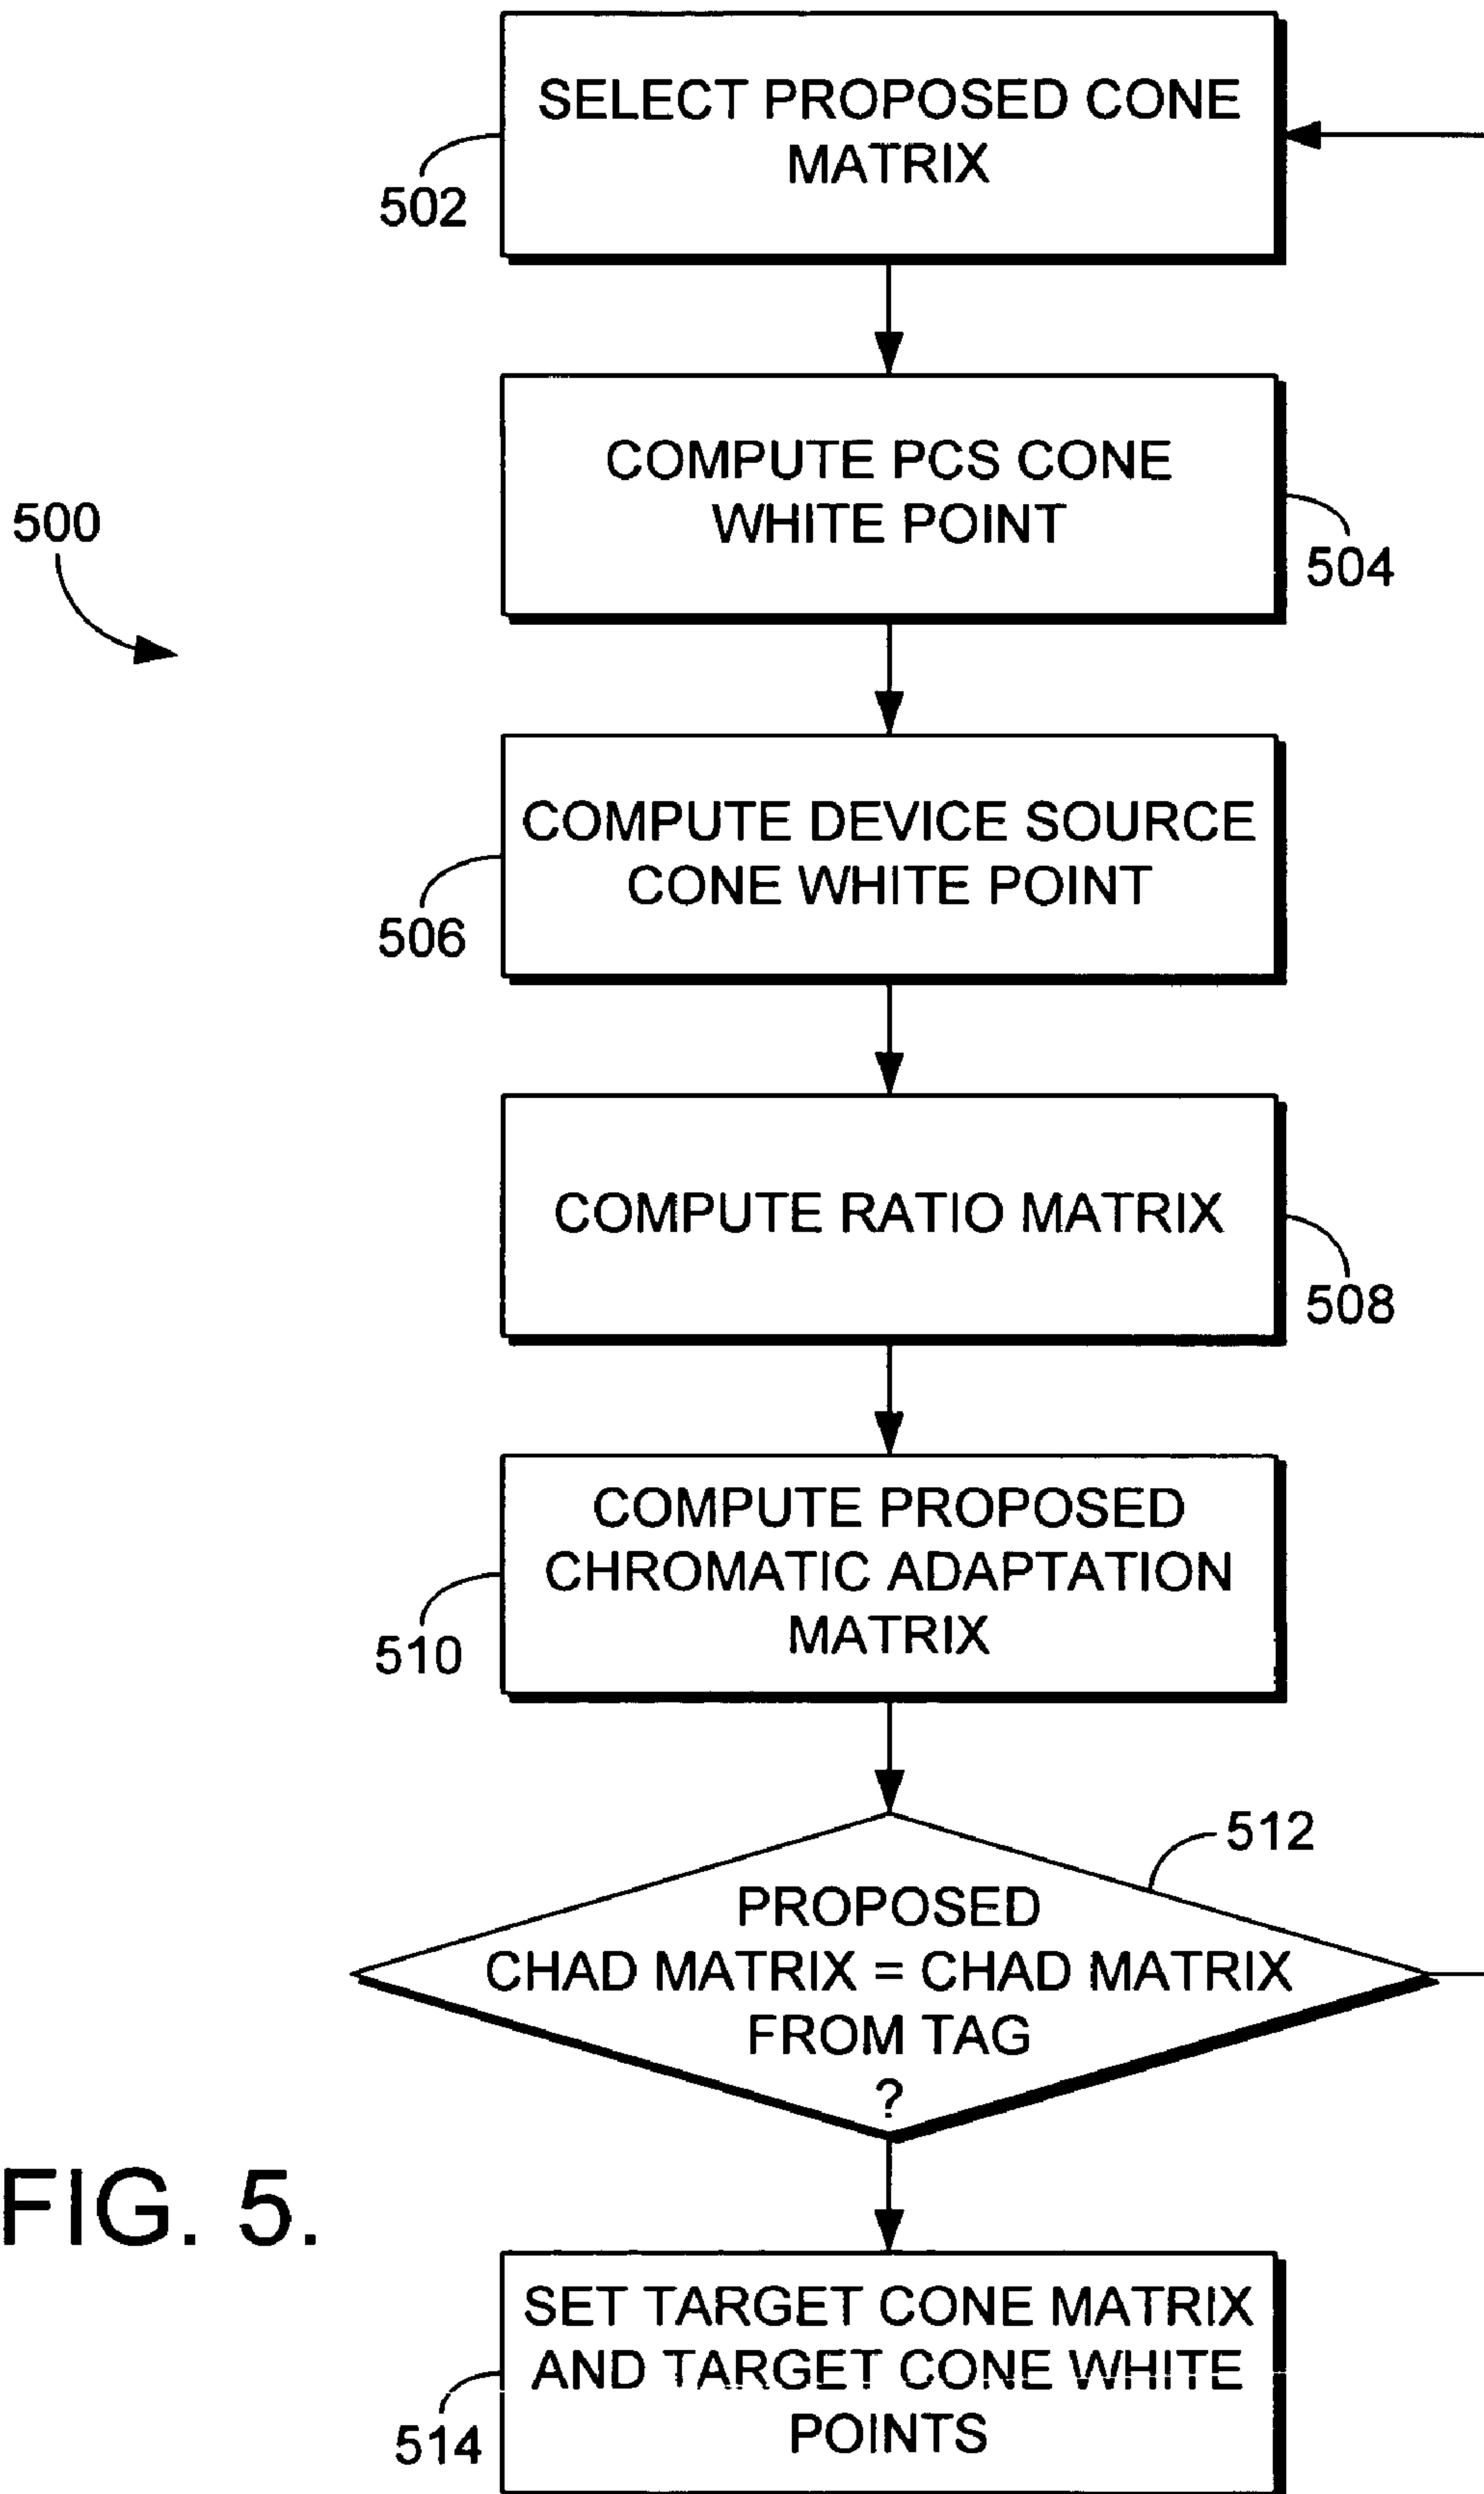 SELECT PROPOSED CONE
MATRIX
502
COMPUTE PCS CONE
WHITE POINT
500
504
COMPUTE DEVICE SOURCE
CONE WHITE POINT
506
COMPUTE RATIO MATRIX
508
COMPUTE PROPOSED
CHROMATIC ADAPTATION
MATRIX
510
512
PROPOSED
CHAD MATRIX = CHAD MATRIX
FROM TAG
?
FIG. 5.
SET TARGET CONE MATRIX
AND TARGET CONE WHITE
POINTS
514